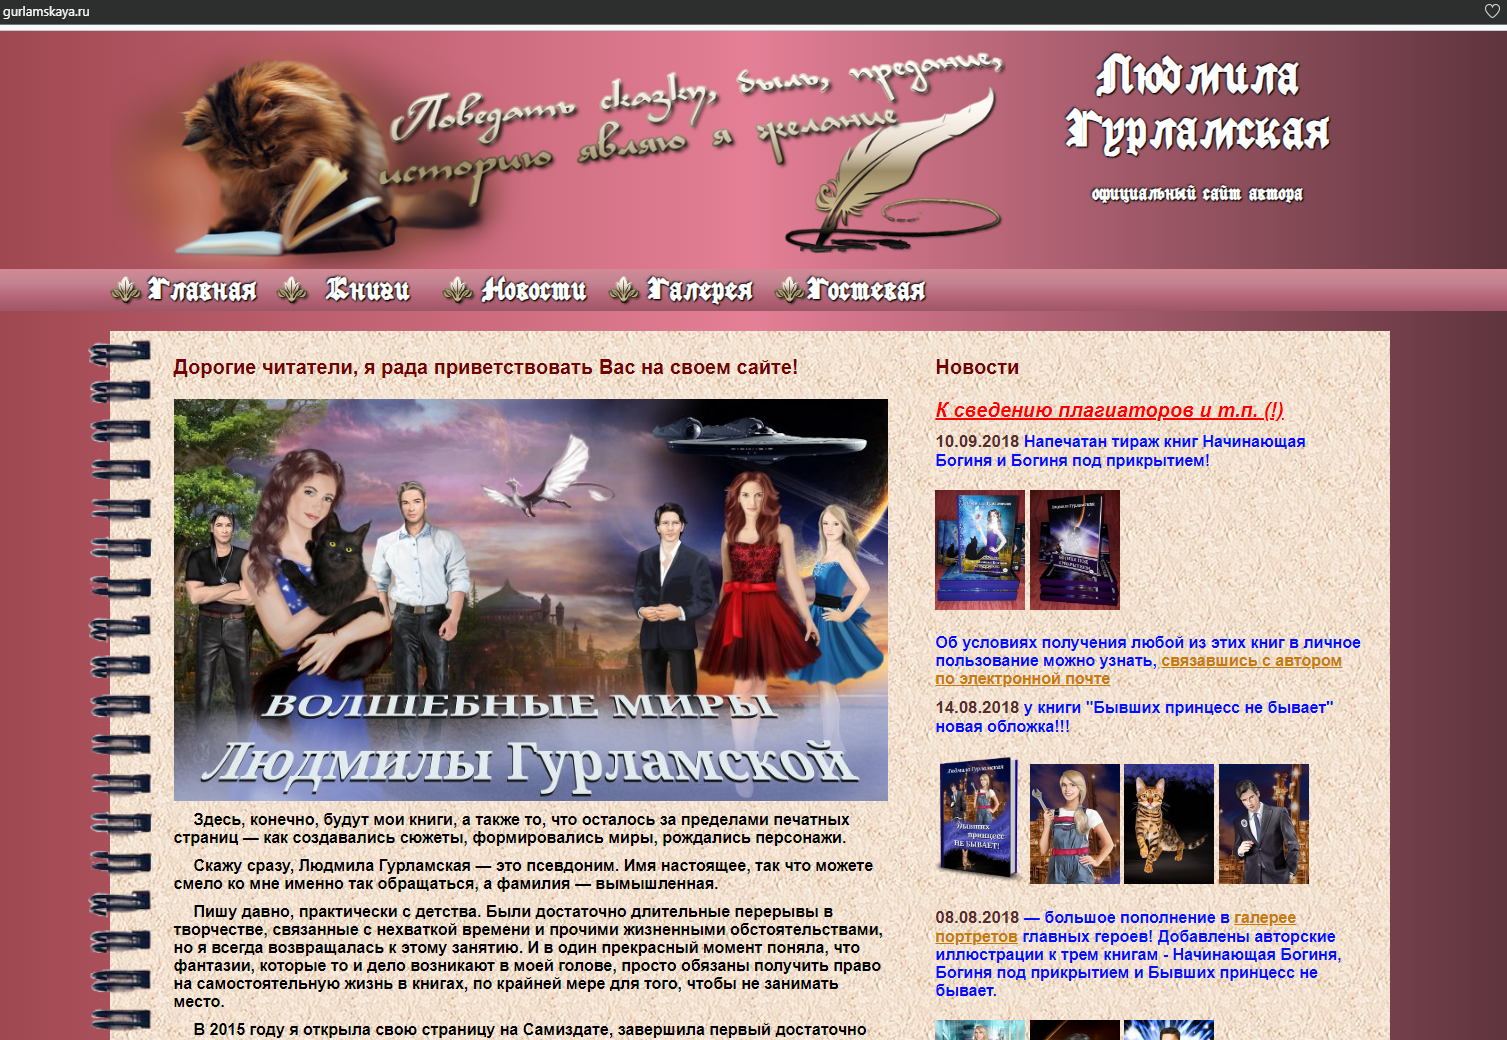 gurlamskaya.ru
Поведать сказку, быль, предание,
историю являю я желание
Людмила
Гурламская
официальный сайт автора
Главная
Книги
Новости
Галерея
Гостевая
Дорогие читатели, я рада приветствовать Вас на своем сайте!
ВОЛШЕБНЫЕ МИРЫ
Людмилы Гурламской
Здесь, конечно, будут мои книги, а также то, что осталось за пределами печатных
страниц — как создавались сюжеты, формировались миры, рождались персонажи.
Скажу сразу, Людмила Гурламская — это псевдоним. Имя настоящее, так что можете
смело ко мне именно так обращаться, а фамилия — вымышленная.
Пишу давно, практически с детства. Были достаточно длительные перерывы в
творчестве, связанные с нехваткой времени и прочими жизненными обстоятельствами,
но я всегда возвращалась к этому занятию. И в один прекрасный момент поняла, что
фантазии, которые то и дело возникают в моей голове, просто обязаны получить право
на самостоятельную жизнь в книгах, по крайней мере для того, чтобы не занимать
место.
В 2015 году я открыла свою страницу на Самиздате, завершила первый достаточно
Новости
К сведению плагиаторов и т.п. (!)
10.09.2018 Напечатан тираж книг Начинающая
Богиня и Богиня под прикрытием!
Людмила Гурламская
Об условиях получения любой из этих книг в личное
пользование можно узнать, связавшись с автором
по электронной почте
14.08.2018 у книги "Бывших принцесс не бывает"
новая обложка!!!
Людмила Гурламская
Бывших
принцесс
НЕ БЫВАЕТ!
08.08.2018 — большое пополнение в галерее
портретов главных героев! Добавлены авторские
иллюстрации к трем книгам - Начинающая Богиня,
Богиня под прикрытием и Бывших принцесс не
бывает.